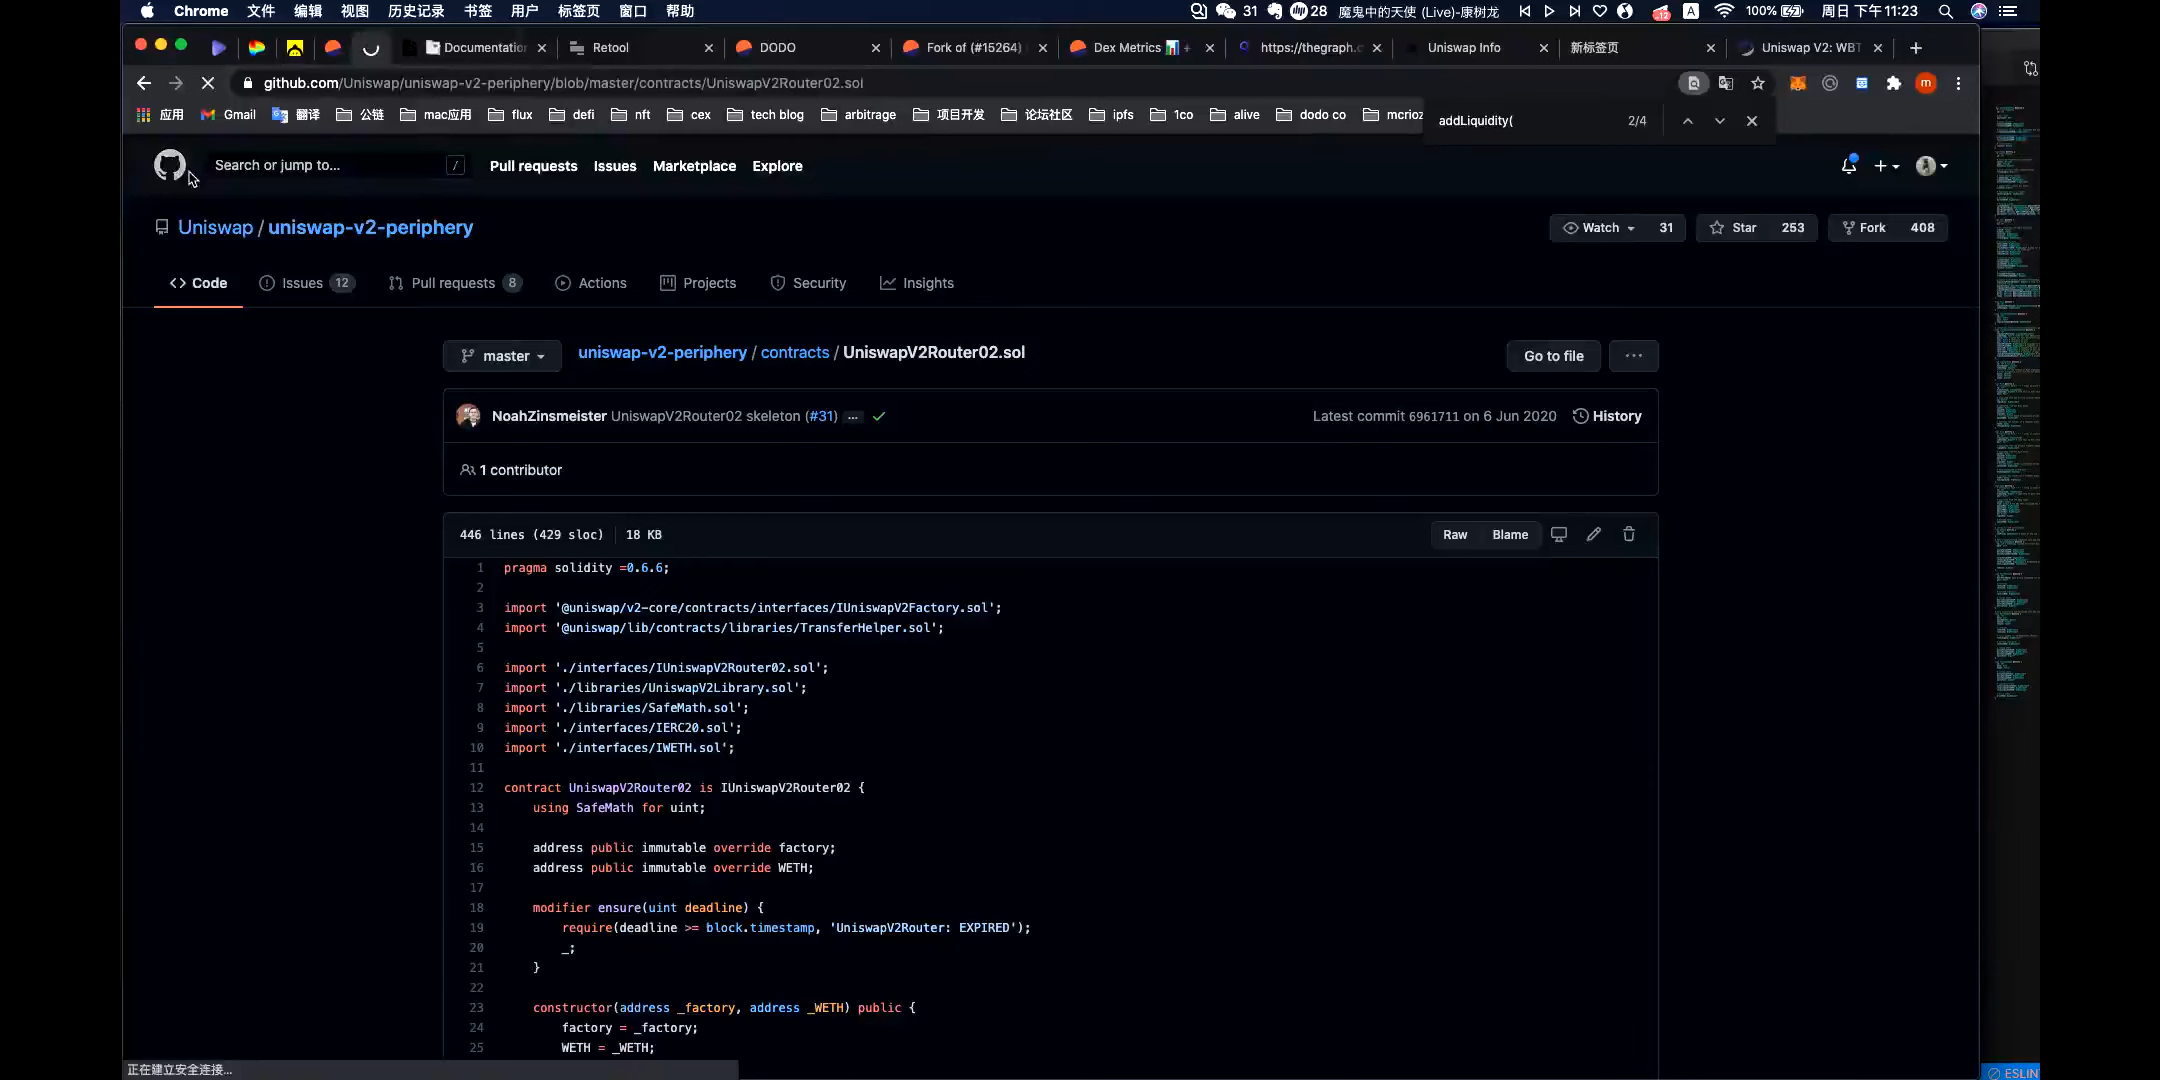 Chrome 文件 编辑 视图 历史记录 书签 用户 标签页 窗口 帮助 31 28 魔鬼中的天使 (Live)-康树龙 12 A 100% 周日 下午11:23
Documentation Retool DODO Fork of (#15264) Dex Metrics https://thegraph.c Uniswap Info 新标签页 Uniswap V2: WBT
github.com/Uniswap/uniswap-v2-periphery/blob/master/contracts/UniswapV2Router02.sol m
应用 Gmail 翻译 公链 mac应用 flux defi nft cex tech blog arbitrage 项目开发 论坛社区 ipfs 1co alive dodo co mcrioz
addLiquidity( 2/4
Search or jump to... / Pull requests Issues Marketplace Explore
Uniswap / uniswap-v2-periphery Watch 31 Star 253 Fork 408
Code Issues 12 Pull requests 8 Actions Projects Security Insights
master uniswap-v2-periphery / contracts / UniswapV2Router02.sol Go to file ...
NoahZinsmeister UniswapV2Router02 skeleton (#31) ... Latest commit 6961711 on 6 Jun 2020 History
1 contributor
446 lines (429 sloc) 18 KB Raw Blame
1 pragma solidity =0.6.6;
2
3 import '@uniswap/v2-core/contracts/interfaces/IUniswapV2Factory.sol';
4 import '@uniswap/lib/contracts/libraries/TransferHelper.sol';
5
6 import './interfaces/IUniswapV2Router02.sol';
7 import './libraries/UniswapV2Library.sol';
8 import './libraries/SafeMath.sol';
9 import './interfaces/IERC20.sol';
10 import './interfaces/IWETH.sol';
11
12 contract UniswapV2Router02 is IUniswapV2Router02 {
13 using SafeMath for uint;
14
15 address public immutable override factory;
16 address public immutable override WETH;
17
18 modifier ensure(uint deadline) {
19 require(deadline >= block.timestamp, 'UniswapV2Router: EXPIRED');
20 _;
21 }
22
23 constructor(address _factory, address _WETH) public {
24 factory = _factory;
25 WETH = _WETH;
正在建立安全连接...
ESLIN